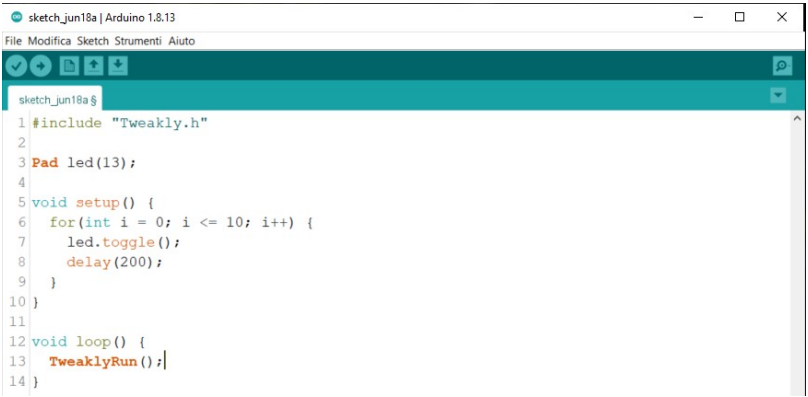 sketch_jun18a | Arduino 1.8.13
File Modifica Sketch Strumenti Aiuto
sketch_jun18a §
1 #include "Tweakly.h"
2
3 Pad led(13);
4
5 void setup() {
6   for(int i = 0; i <= 10; i++) {
7     led.toggle();
8     delay(200);
9   }
10 }
11
12 void loop() {
13   TweaklyRun();
14 }